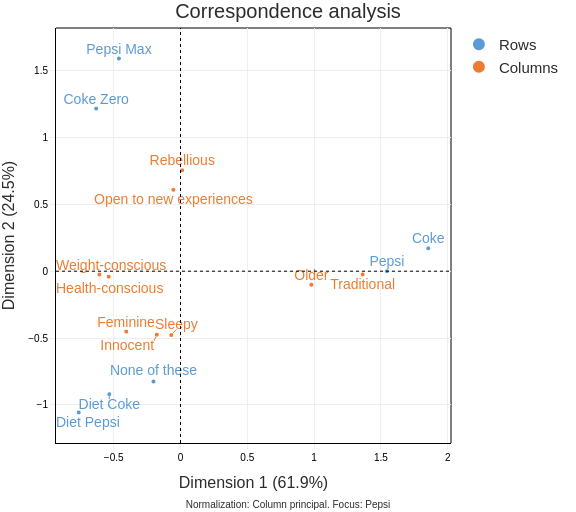 Correspondence analysis
Rows
Columns
Pepsi Max
Coke Zero
Rebellious
Open to new experiences
Coke
Pepsi
Older
Traditional
Weight-conscious
Health-conscious
Feminine
Sleepy
Innocent
None of these
Diet Coke
Diet Pepsi
1.5
1
0.5
0
−0.5
−1
Dimension 2 (24.5%)
−0.5
0
0.5
1
1.5
2
Dimension 1 (61.9%)
Normalization: Column principal. Focus: Pepsi